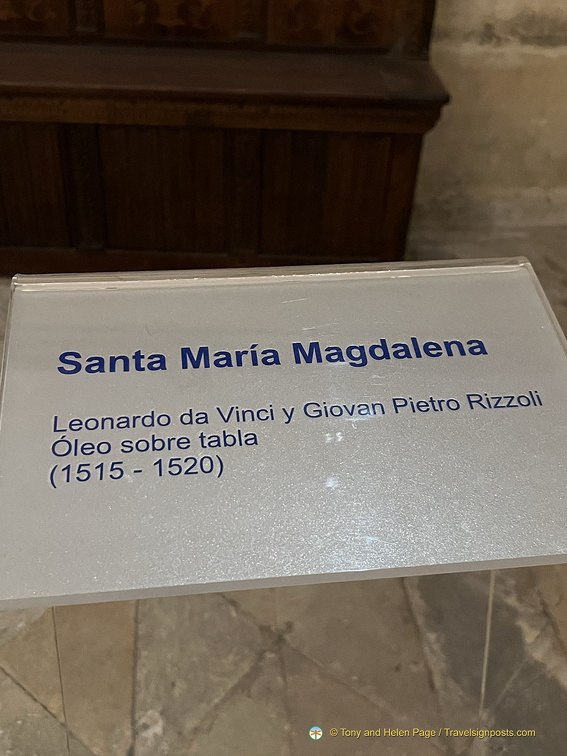 Santa María Magdalena
Leonardo da Vinci y Giovan Pietro Rizzoli
Óleo sobre tabla
(1515 - 1520)
© Tony and Helen Page / Travelsignposts.com